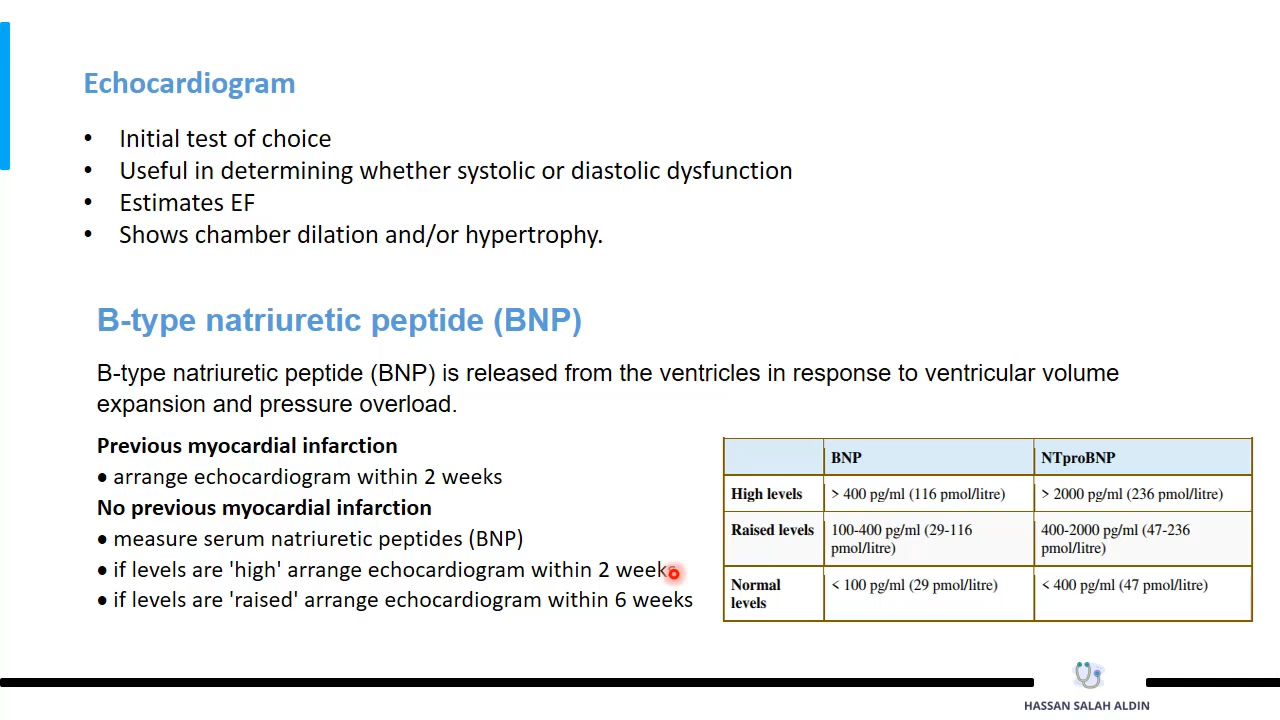 Echocardiogram
• Initial test of choice
• Useful in determining whether systolic or diastolic dysfunction
• Estimates EF
• Shows chamber dilation and/or hypertrophy.
B-type natriuretic peptide (BNP)
B-type natriuretic peptide (BNP) is released from the ventricles in response to ventricular volume
expansion and pressure overload.
Previous myocardial infarction
• arrange echocardiogram within 2 weeks
No previous myocardial infarction
• measure serum natriuretic peptides (BNP)
• if levels are 'high' arrange echocardiogram within 2 weeks
• if levels are 'raised' arrange echocardiogram within 6 weeks
BNP NTproBNP
High levels > 400 pg/ml (116 pmol/litre) > 2000 pg/ml (236 pmol/litre)
Raised levels 100-400 pg/ml (29-116 400-2000 pg/ml (47-236
pmol/litre) pmol/litre)
Normal < 100 pg/ml (29 pmol/litre) < 400 pg/ml (47 pmol/litre)
levels
HASSAN SALAH ALDIN